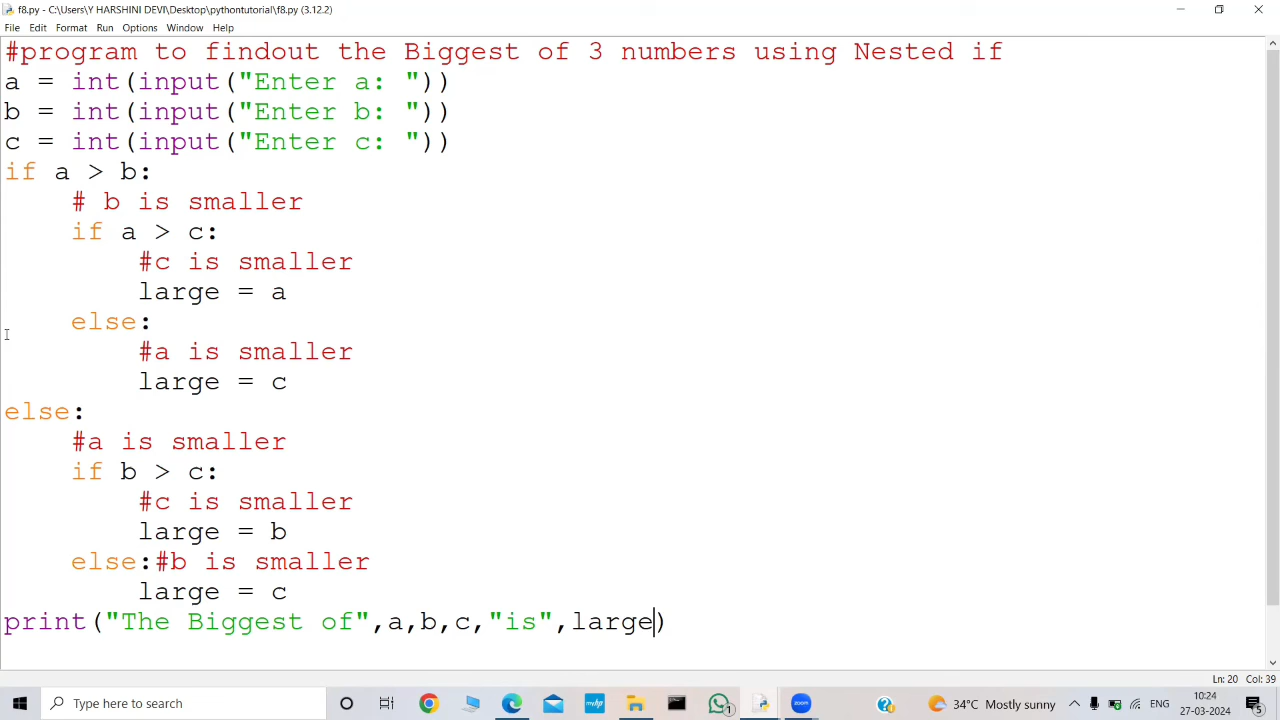 f8.py - C:\Users\Y HARSHINI DEVI\Desktop\pythontutorial\f8.py (3.12.2)
File Edit Format Run Options Window Help
#program to findout the Biggest of 3 numbers using Nested if
a = int(input("Enter a: "))
b = int(input("Enter b: "))
c = int(input("Enter c: "))
if a > b:
    # b is smaller
    if a > c:
        #c is smaller
        large = a
    else:
        #a is smaller
        large = c
else:
    #a is smaller
    if b > c:
        #c is smaller
        large = b
    else:#b is smaller
        large = c
print("The Biggest of",a,b,c,"is",large)
Ln: 20 Col: 39
Type here to search
hp
1
zoom
34°C Mostly sunny
ENG
10:24
27-03-2024
5